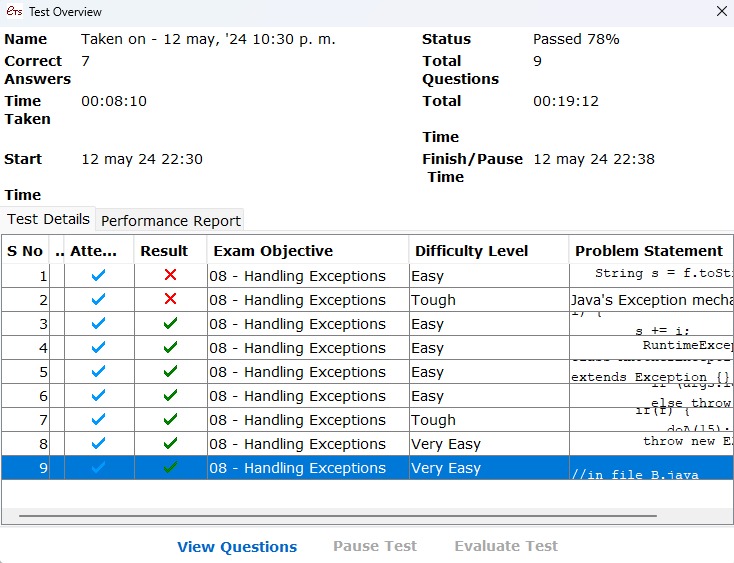 ETS Test Overview
Name Taken on - 12 may, '24 10:30 p. m. Status Passed 78%
Correct Answers 7 Total Questions 9
Time Taken 00:08:10 Total Time 00:19:12
Start Time 12 may 24 22:30 Finish/Pause Time 12 may 24 22:38
Test Details Performance Report
S No .. Atte... Result Exam Objective Difficulty Level Problem Statement
1 08 - Handling Exceptions Easy String s = f.toStri
2 08 - Handling Exceptions Tough Java's Exception mecha
3 08 - Handling Exceptions Easy s += i;
4 08 - Handling Exceptions Easy RuntimeExcep
5 08 - Handling Exceptions Easy extends Exception {}
6 08 - Handling Exceptions Easy else throw
7 08 - Handling Exceptions Tough if(f) { doA(15);
8 08 - Handling Exceptions Very Easy throw new E
9 08 - Handling Exceptions Very Easy //in file B.java
View Questions Pause Test Evaluate Test